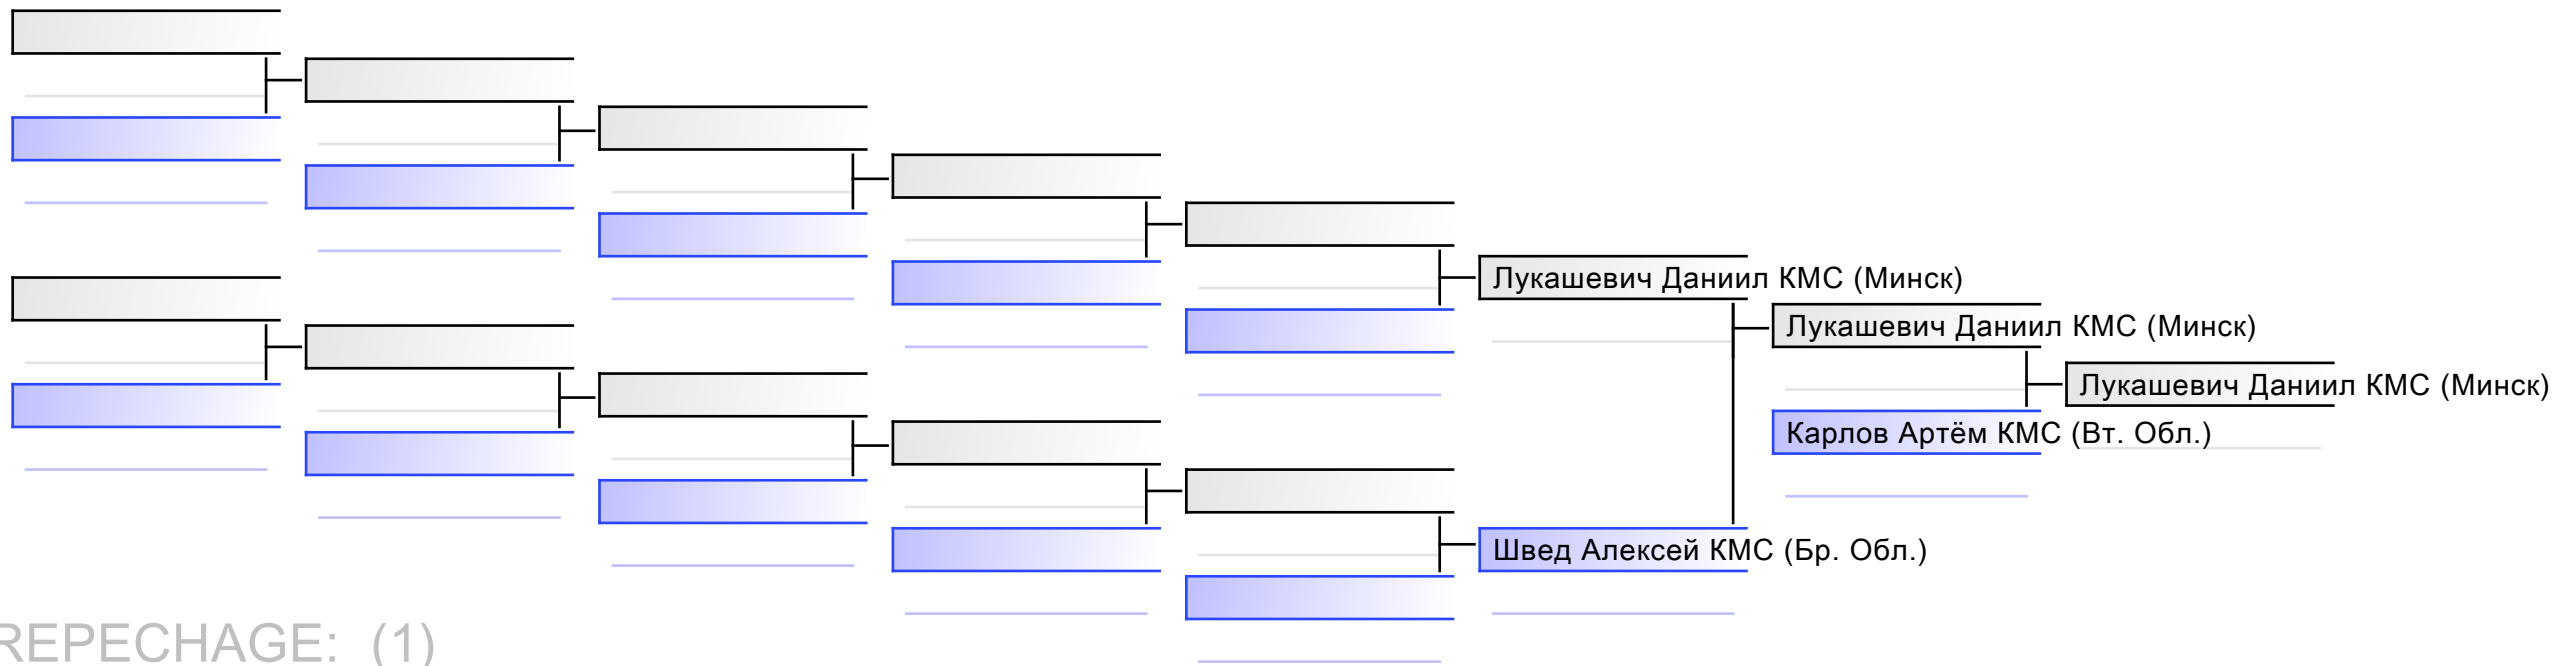 Лукашевич Даниил КМС (Минск)
Лукашевич Даниил КМС (Минск)
Лукашевич Даниил КМС (Минск)
Карлов Артём КМС (Вт. Обл.)
Швед Алексей КМС (Бр. Обл.)
REPECHAGE: (1)